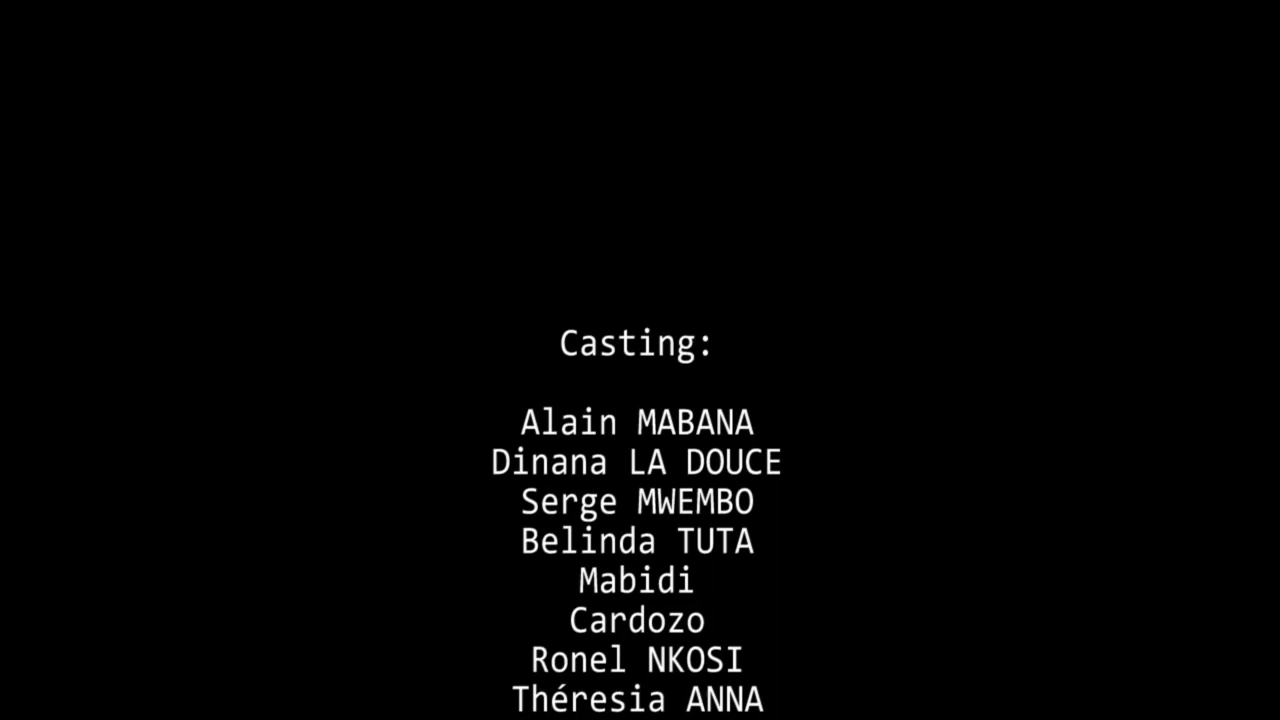 Casting:
Alain MABANA
Dinana LA DOUCE
Serge MWEMBO
Belinda TUTA
Mabidi
Cardozo
Ronel NKOSI
Théresia ANNA